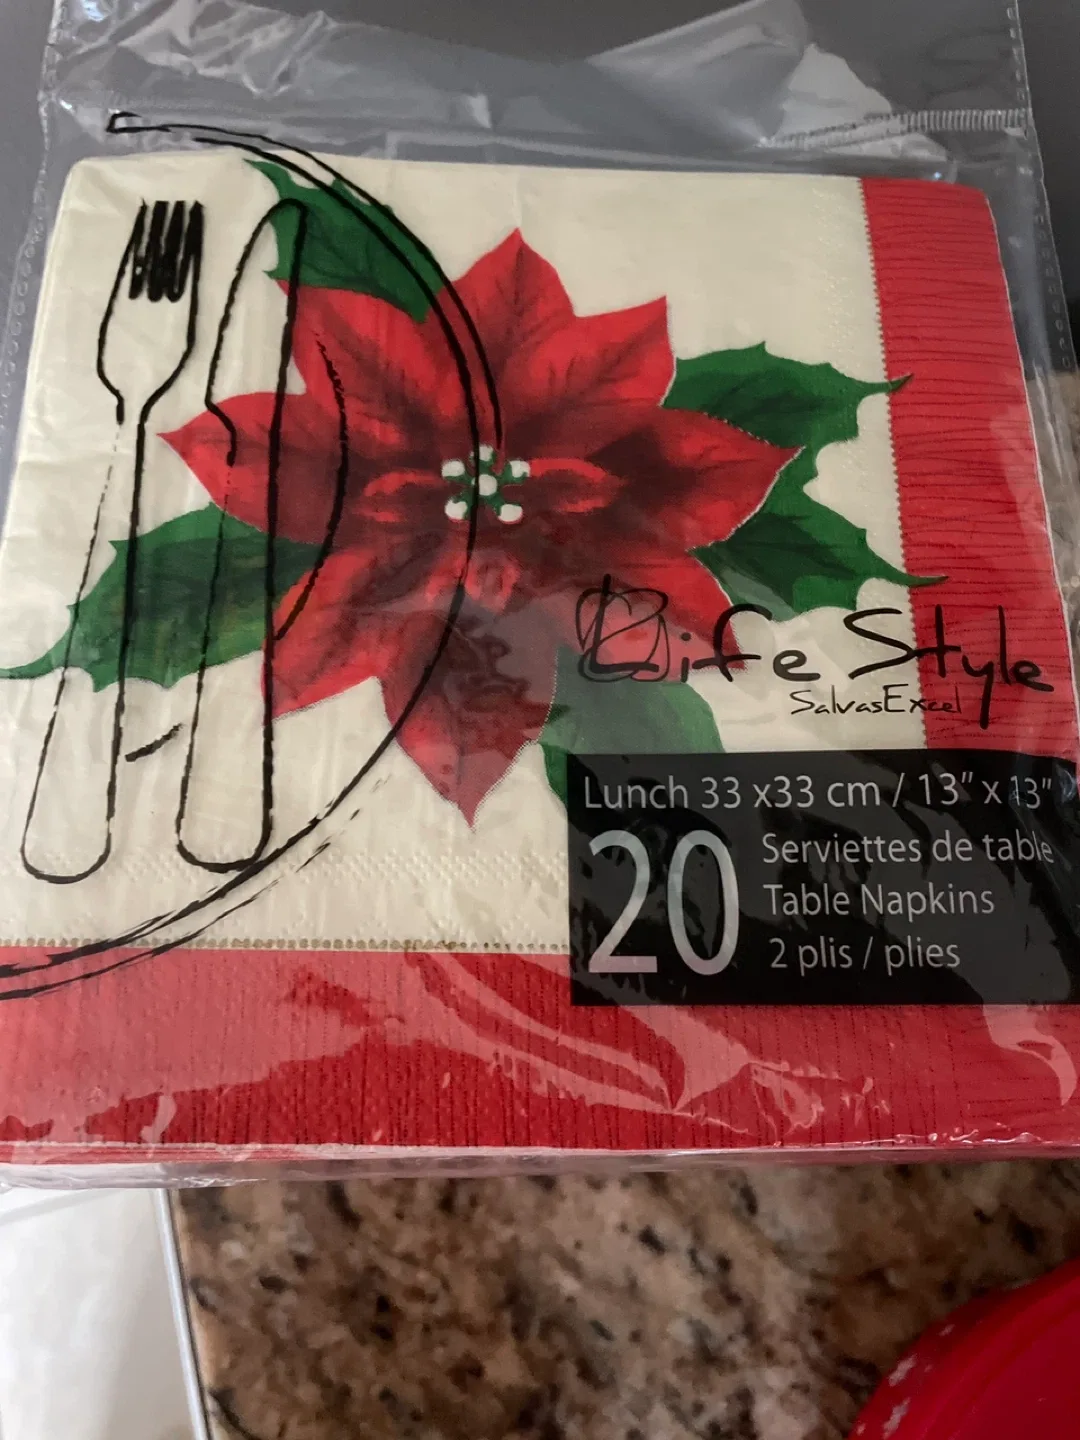 Life Style
SalvasExcel
Lunch 33 x33 cm / 13" x 13"
20
Serviettes de table
Table Napkins
2 plis / plies